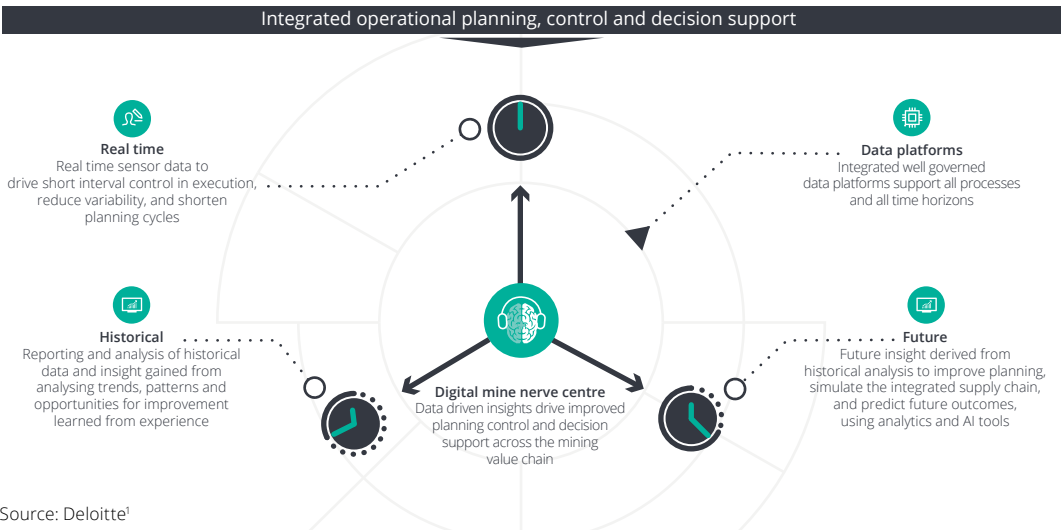 Integrated operational planning, control and decision support
Real time
Real time sensor data to
drive short interval control in execution,
reduce variability, and shorten
planning cycles
Data platforms
Integrated well governed
data platforms support all processes
and all time horizons
Historical
Reporting and analysis of historical
data and insight gained from
analysing trends, patterns and
opportunities for improvement
learned from experience
Digital mine nerve centre
Data driven insights drive improved
planning control and decision
support across the mining
value chain
Future
Future insight derived from
historical analysis to improve planning,
simulate the integrated supply chain,
and predict future outcomes,
using analytics and AI tools
Source: Deloitte¹